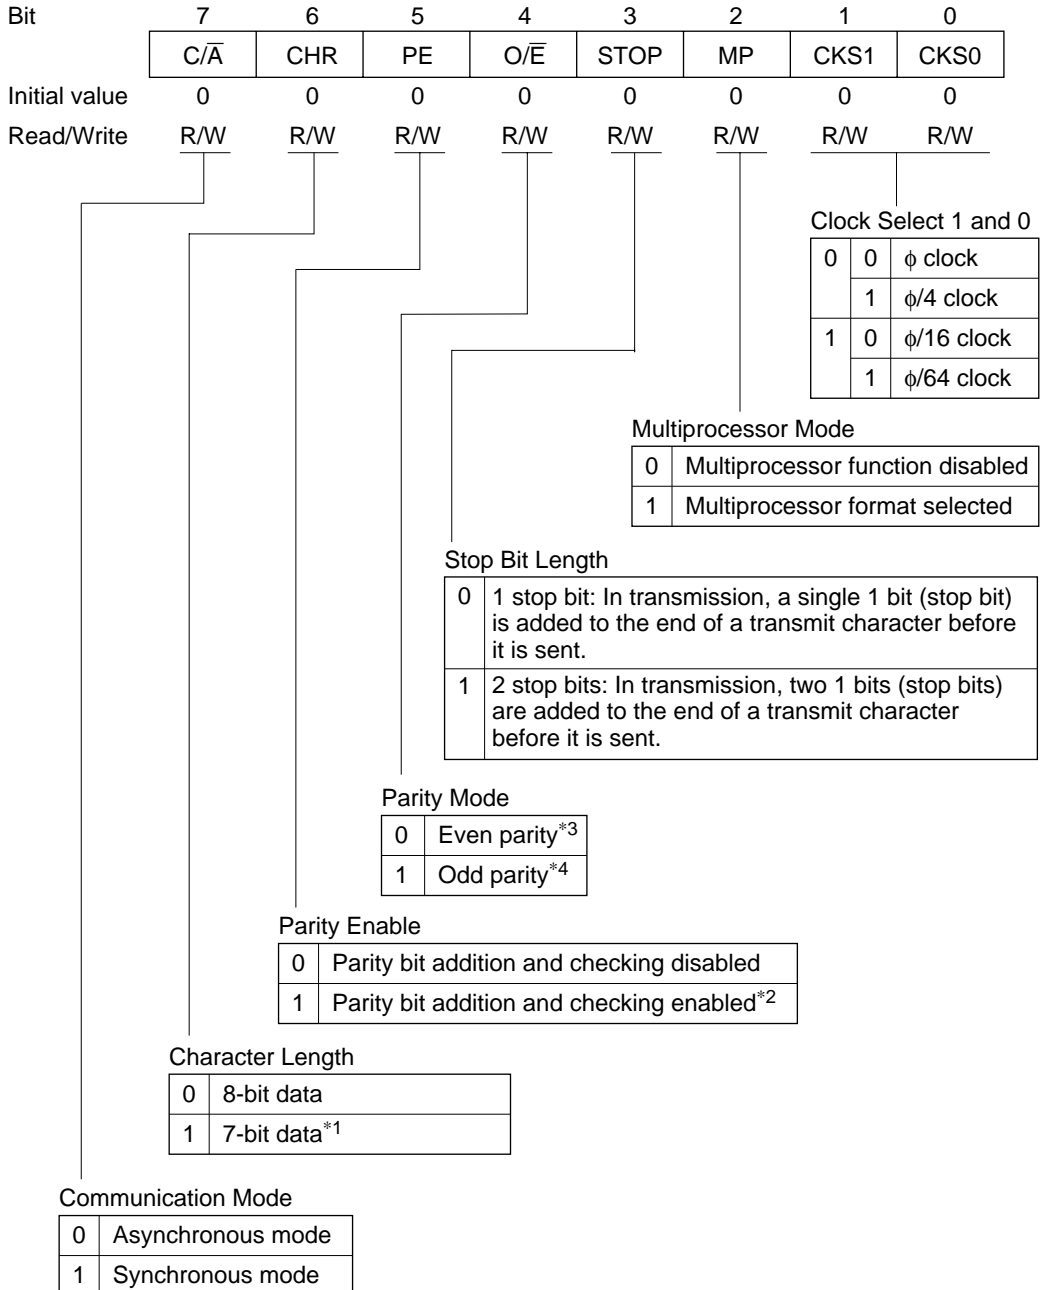 Bit 7 6 5 4 3 2 1 0
C/A̅ CHR PE O/E̅ STOP MP CKS1 CKS0
Initial value 0 0 0 0 0 0 0 0
Read/Write R/W R/W R/W R/W R/W R/W R/W R/W
Clock Select 1 and 0
0 0 ϕ clock
1 ϕ/4 clock
1 0 ϕ/16 clock
1 ϕ/64 clock
Multiprocessor Mode
0 Multiprocessor function disabled
1 Multiprocessor format selected
Stop Bit Length
0 1 stop bit: In transmission, a single 1 bit (stop bit)
is added to the end of a transmit character before
it is sent.
1 2 stop bits: In transmission, two 1 bits (stop bits)
are added to the end of a transmit character
before it is sent.
Parity Mode
0 Even parity*3
1 Odd parity*4
Parity Enable
0 Parity bit addition and checking disabled
1 Parity bit addition and checking enabled*2
Character Length
0 8-bit data
1 7-bit data*1
Communication Mode
0 Asynchronous mode
1 Synchronous mode